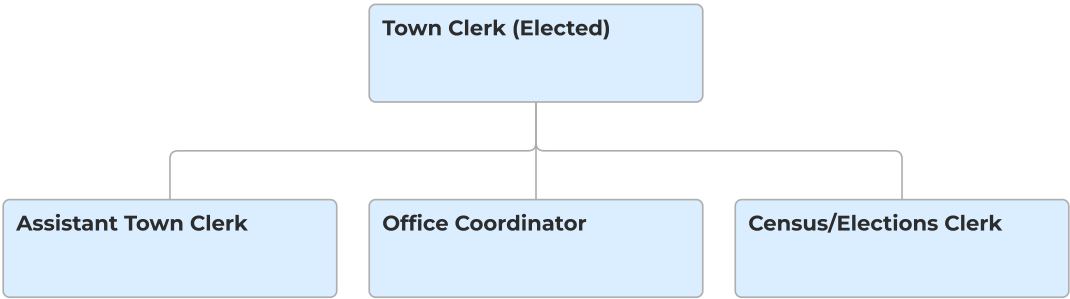 Town Clerk (Elected)
Assistant Town Clerk
Office Coordinator
Census/Elections Clerk